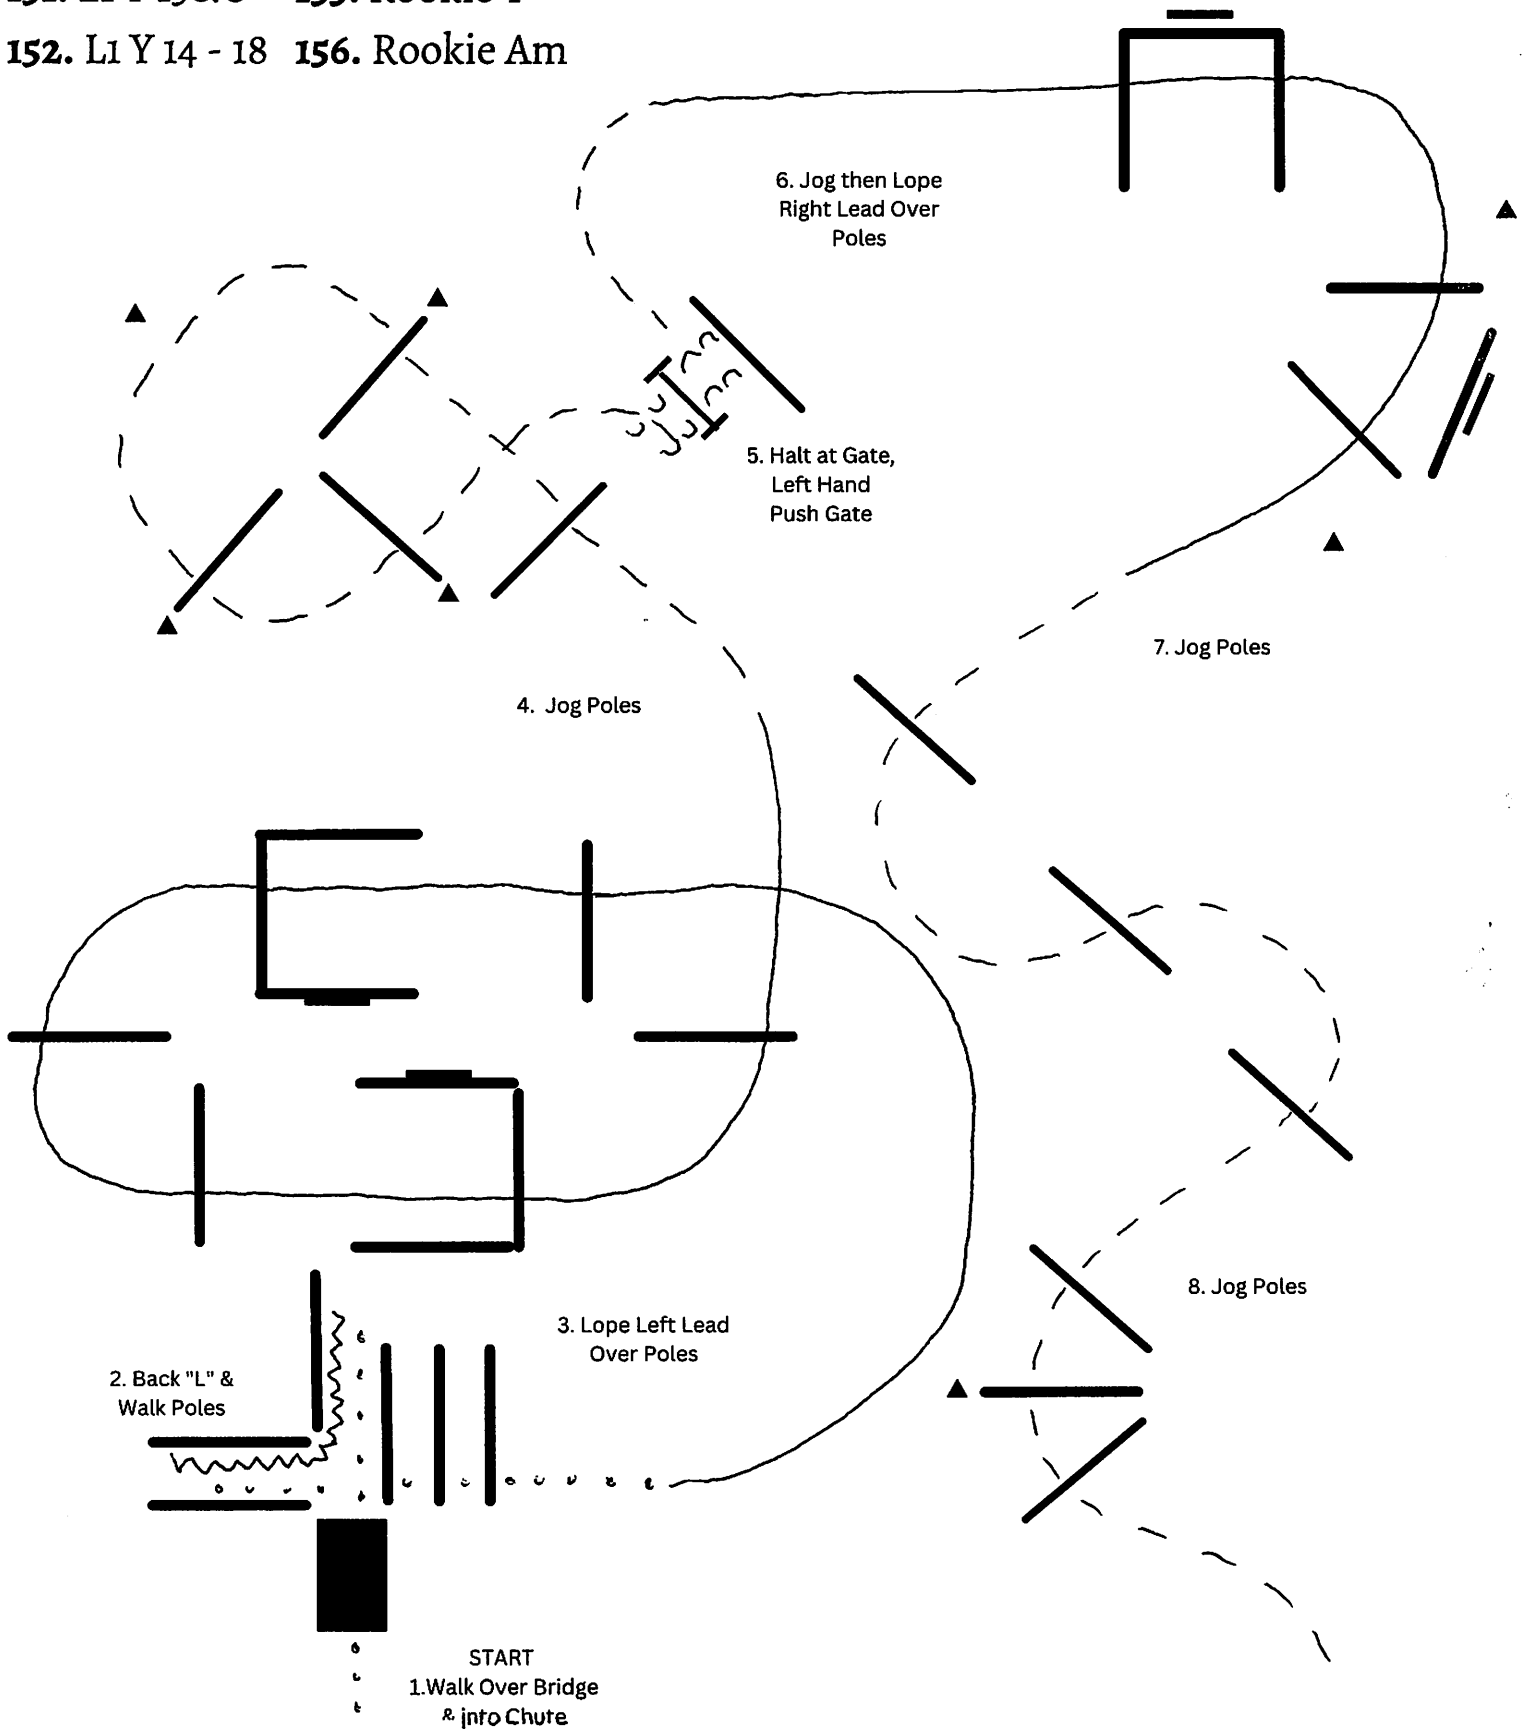 152. L1 Y 14 - 18 156. Rookie Am
6. Jog then Lope
Right Lead Over
Poles
5. Halt at Gate,
Left Hand
Push Gate
7. Jog Poles
4. Jog Poles
8. Jog Poles
3. Lope Left Lead
Over Poles
2. Back "L" &
Walk Poles
START
1.Walk Over Bridge
& into Chute